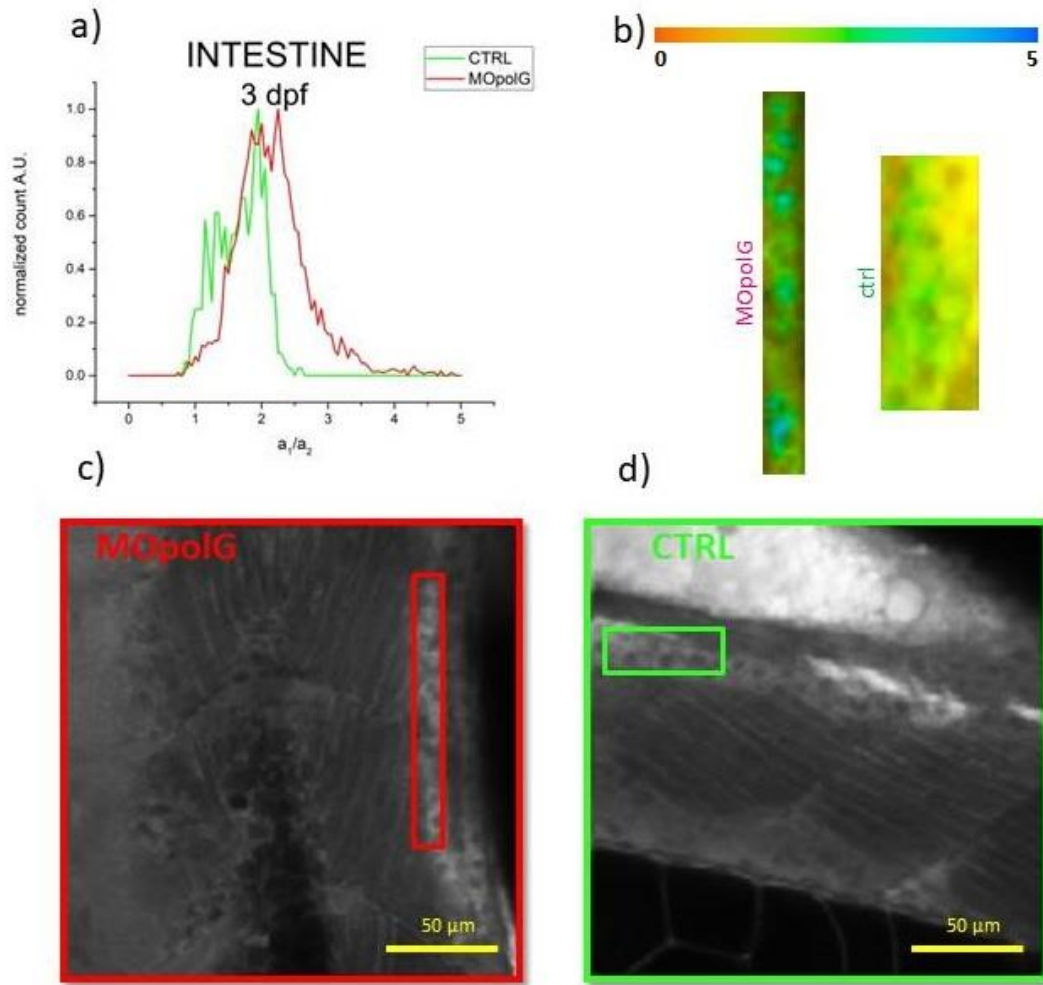 a)
INTESTINE
3 dpf
CTRL
MOpolG
1.0
0.8
0.6
0.4
0.2
0.0
normalized count A.U.
0 1 2 3 4 5
a₁/a₂
b)
0 5
MOpolG
ctrl
c)
MOpolG
50 µm
d)
CTRL
50 µm